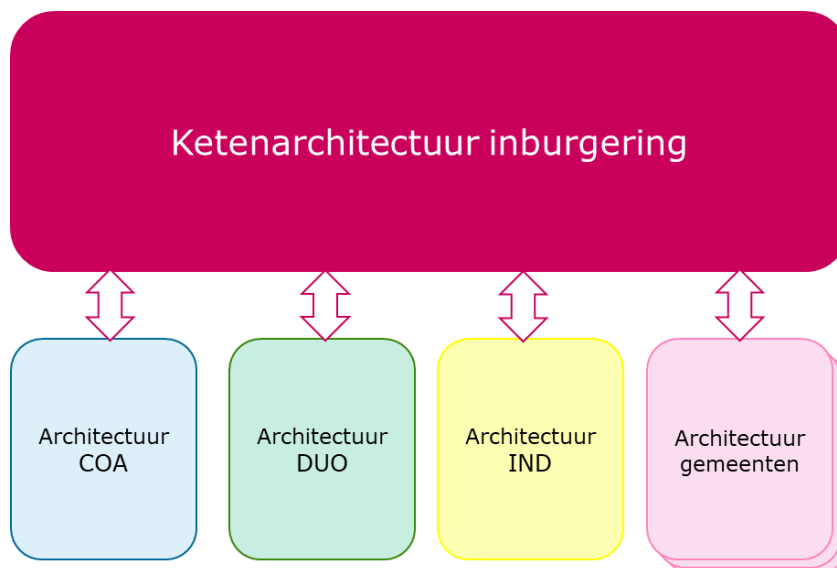 Ketenarchitectuur inburgering
Architectuur
COA
Architectuur
DUO
Architectuur
IND
Architectuur
gemeenten